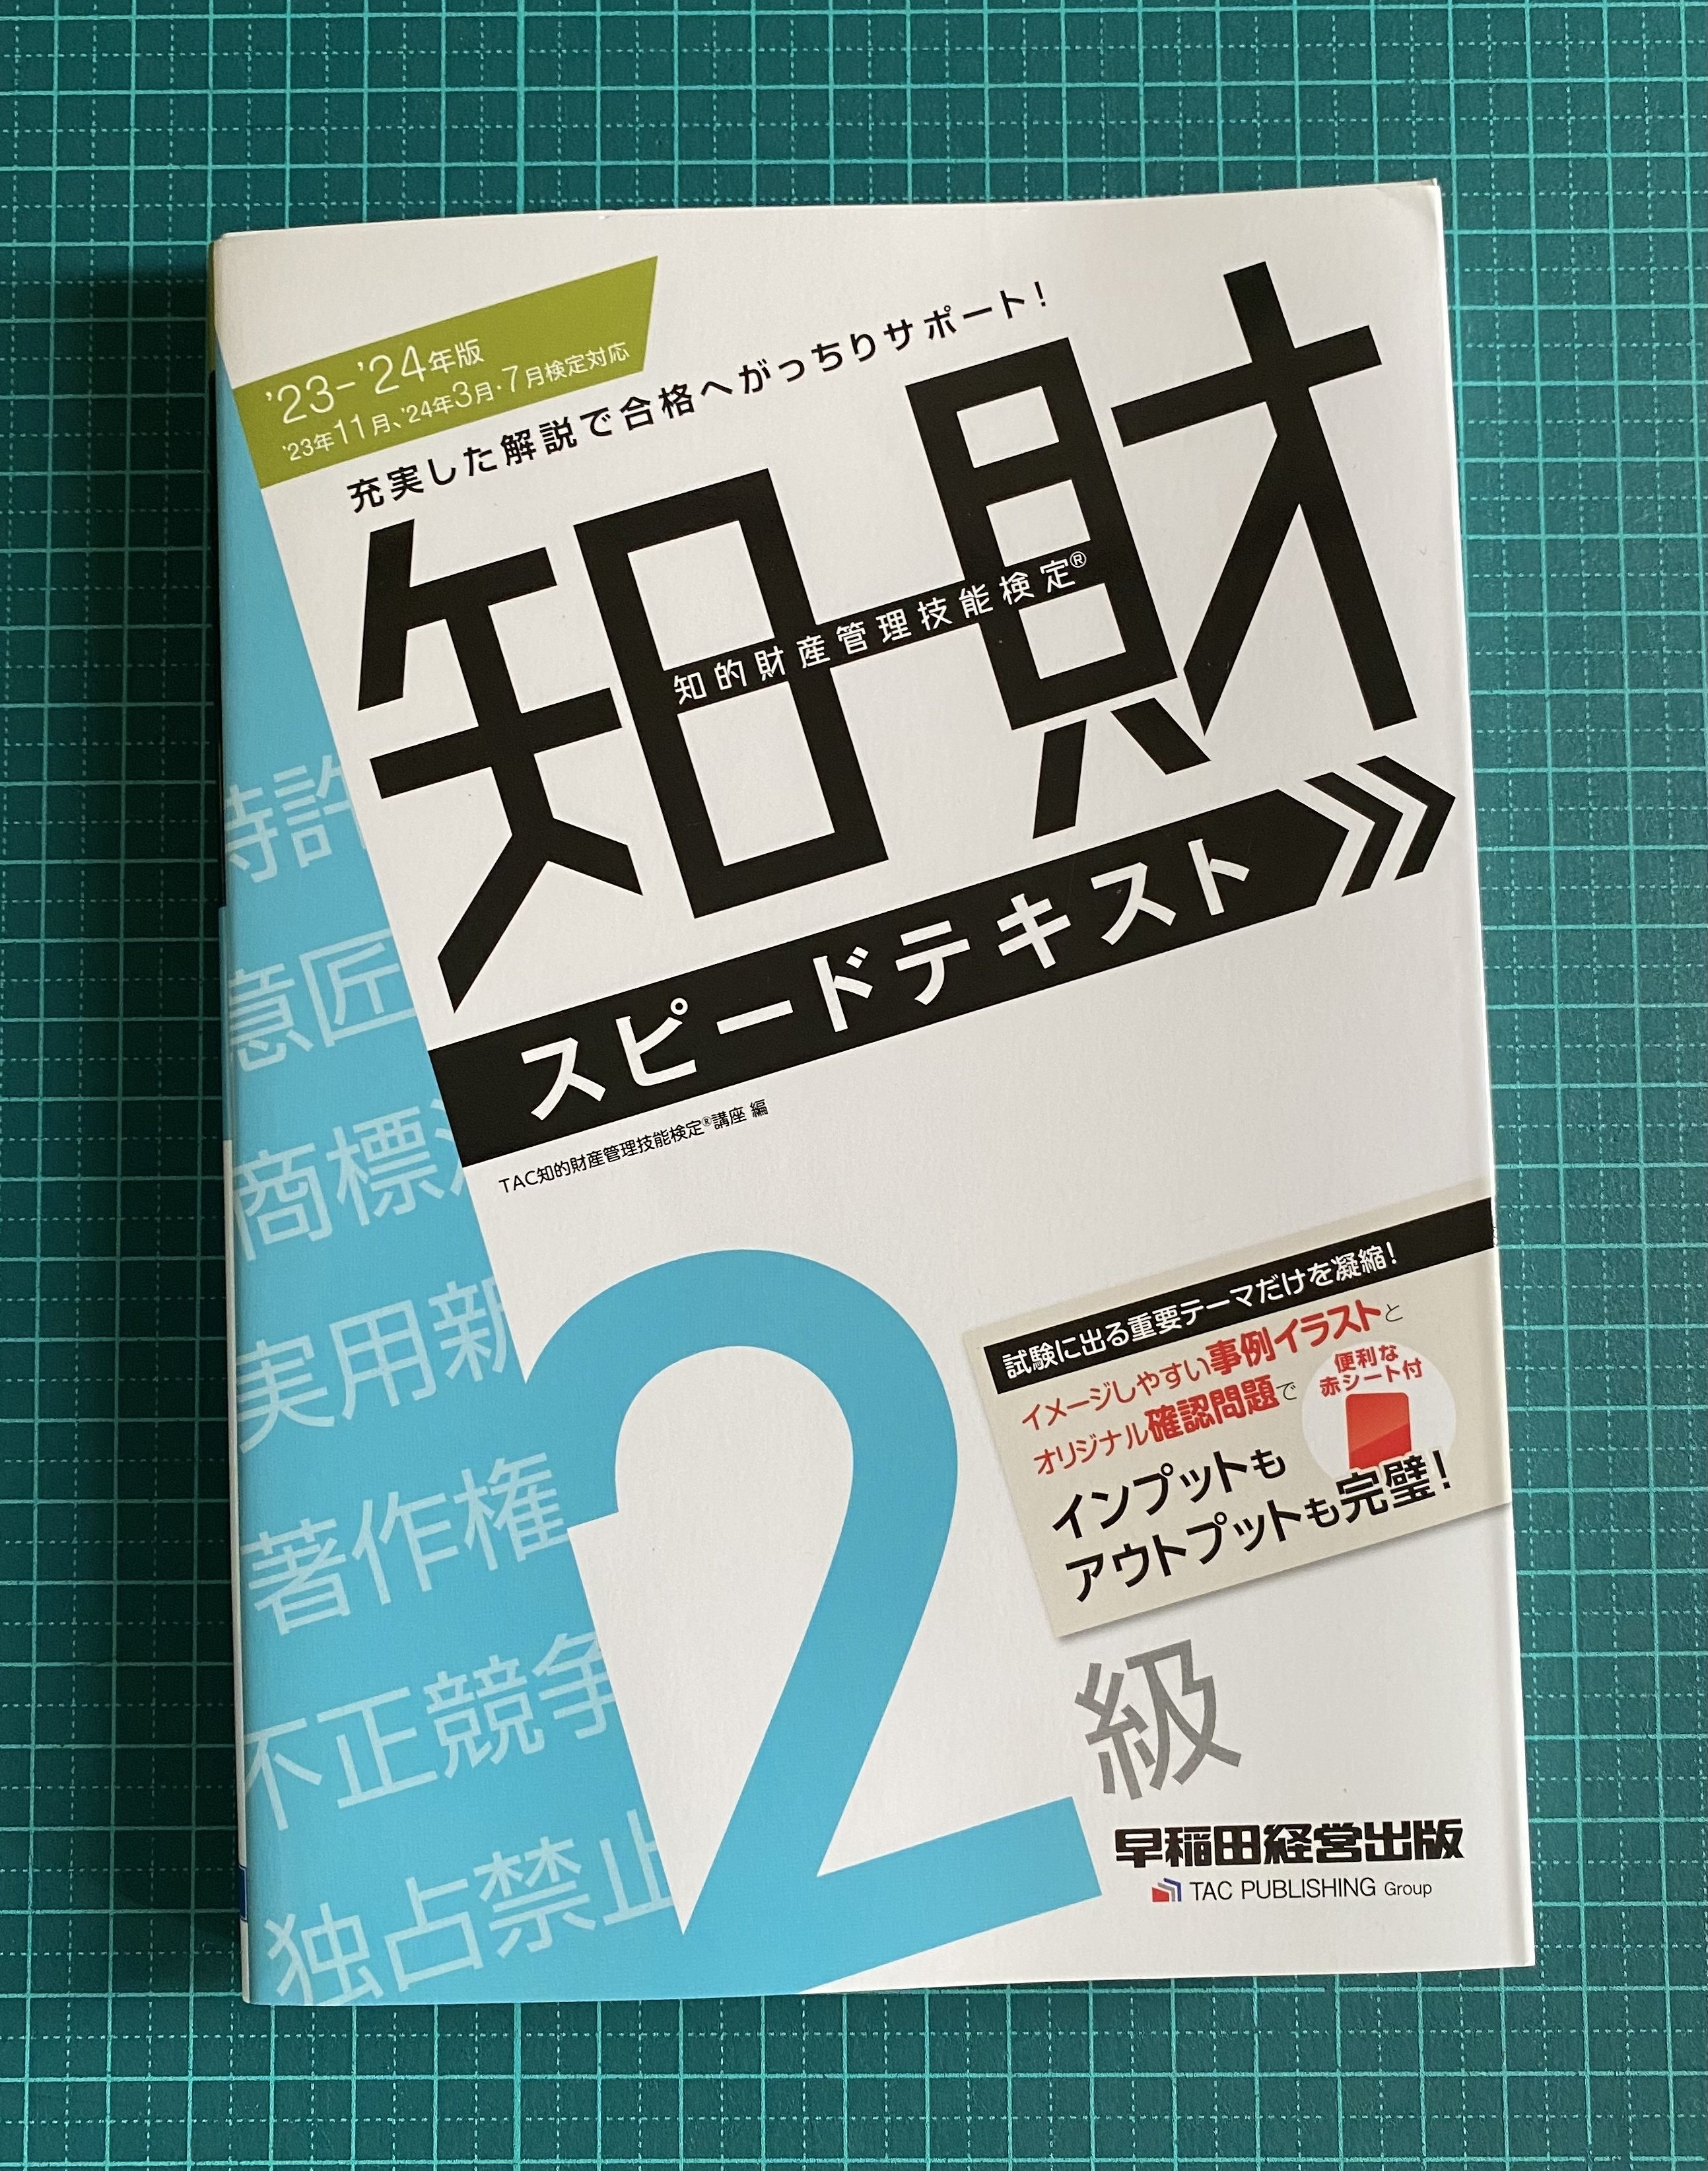 '23-'24年版
'23年11月、'24年3月・7月検定対応
充実した解説で合格へがっちりサポート!
知財
知的財産管理技能検定®
スピードテキスト
TAC知的財産管理技能検定®講座 編
特許
意匠
商標法
実用新
著作権
不正競争
独占禁止
試験に出る重要テーマだけを凝縮!
イメージしやすい事例イラストと
オリジナル確認問題で
便利な
赤シート付
インプットも
アウトプットも完璧!
2級
早稲田経営出版
TAC PUBLISHING Group